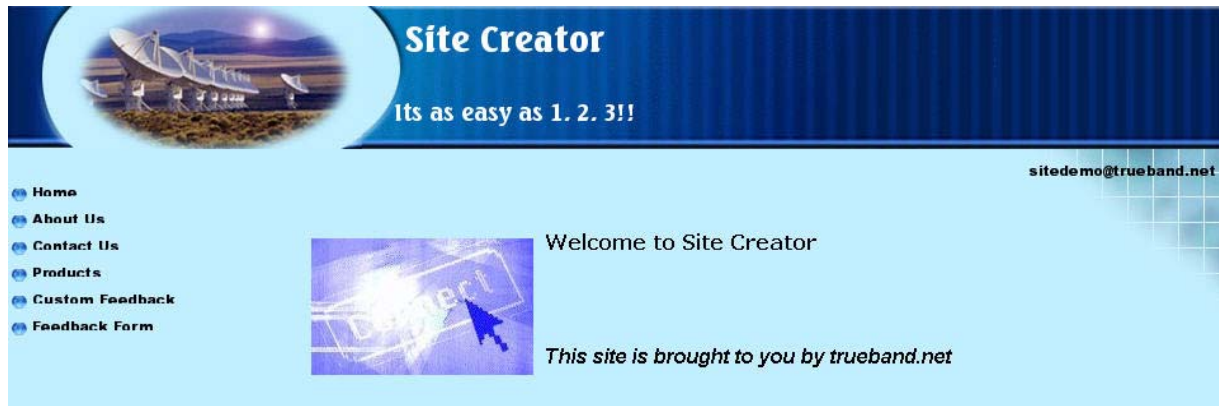 Site Creator
Its as easy as 1. 2. 3!!
sitedemo@trueband.net
Home
About Us
Contact Us
Products
Custom Feedback
Feedback Form
Connect
Welcome to Site Creator
This site is brought to you by trueband.net